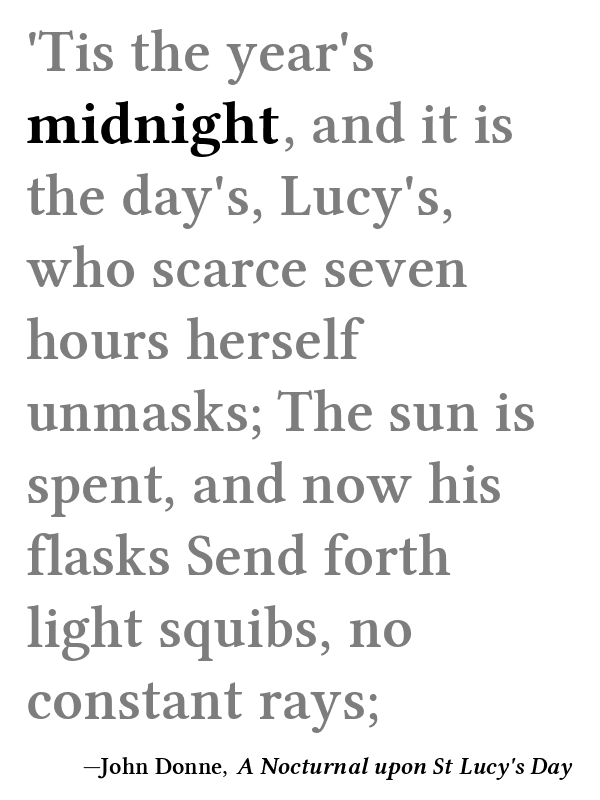 'Tis the year's
midnight, and it is
the day's, Lucy's,
who scarce seven
hours herself
unmasks; The sun is
spent, and now his
flasks Send forth
light squibs, no
constant rays;
—John Donne, A Nocturnal upon St Lucy's Day